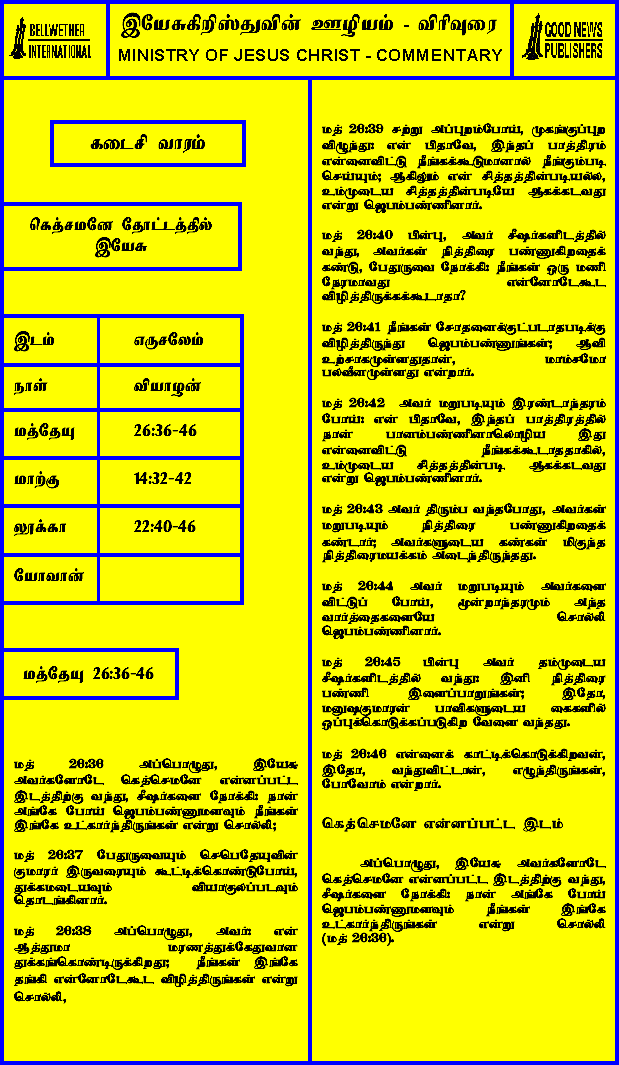 BELLWETHER
INTERNATIONAL
இயேசுகிறிஸ்துவின் ஊழியம் - விரிவுரை
MINISTRY OF JESUS CHRIST - COMMENTARY
GOOD NEWS
PUBLISHERS
கடைசி வாரம்
கெத்சமனே தோட்டத்தில்
இயேசு
இடம் எருசலேம்
நாள் வியாழன்
மத்தேயு 26:36-46
மாற்கு 14:32-42
லூக்கா 22:40-46
யோவான்
மத்தேயு 26:36-46
மத் 26:36 அப்பொழுது, இயேசு
அவர்களோடே கெத்செமனே என்னப்பட்ட
இடத்திற்கு வந்து, சீஷர்களை நோக்கி: நான்
அங்கே போய் ஜெபம்பண்ணுமளவும் நீங்கள்
இங்கே உட்கார்ந்திருங்கள் என்று சொல்லி;
மத் 26:37 பேதுருவையும் செபெதேயுவின்
குமாரர் இருவரையும் கூட்டிக்கொண்டுபோய்,
துக்கமடையவும் வியாகுலப்படவும்
தொடங்கினார்.
மத் 26:38 அப்பொழுது, அவர்: என்
ஆத்துமா மரணத்துக்கேதுவான
துக்கங்கொண்டிருக்கிறது; நீங்கள் இங்கே
தங்கி என்னோடேகூட விழித்திருங்கள் என்று
சொல்லி,
மத் 26:39 சற்று அப்புறம்போய், முகங்குப்புற
விழுந்து: என் பிதாவே, இந்தப் பாத்திரம்
என்னைவிட்டு நீங்கக்கூடுமானால் நீங்கும்படி
செய்யும்; ஆகிலும் என் சித்தத்தின்படியல்ல,
உம்முடைய சித்தத்தின்படியே ஆகக்கடவது
என்று ஜெபம்பண்ணினார்.
மத் 26:40 பின்பு, அவர் சீஷர்களிடத்தில்
வந்து, அவர்கள் நித்திரை பண்ணுகிறதைக்
கண்டு, பேதுருவை நோக்கி: நீங்கள் ஒரு மணி
நேரமாவது என்னோடேகூட
விழித்திருக்கக்கூடாதா?
மத் 26:41 நீங்கள் சோதனைக்குட்படாதபடிக்கு
விழித்திருந்து ஜெபம்பண்ணுங்கள்; ஆவி
உற்சாகமுள்ளதுதான், மாம்சமோ
பலவீனமுள்ளது என்றார்.
மத் 26:42 அவர் மறுபடியும் இரண்டாந்தரம்
போய்: என் பிதாவே, இந்தப் பாத்திரத்தில்
நான் பானம்பண்ணினாலொழிய இது
என்னைவிட்டு நீங்கக்கூடாததாகில்,
உம்முடைய சித்தத்தின்படி ஆகக்கடவது
என்று ஜெபம்பண்ணினார்.
மத் 26:43 அவர் திரும்ப வந்தபோது, அவர்கள்
மறுபடியும் நித்திரை பண்ணுகிறதைக்
கண்டார்; அவர்களுடைய கண்கள் மிகுந்த
நித்திரைமயக்கம் அடைந்திருந்தது.
மத் 26:44 அவர் மறுபடியும் அவர்களை
விட்டுப் போய், மூன்றாந்தரமும் அந்த
வார்த்தைகளையே சொல்லி
ஜெபம்பண்ணினார்.
மத் 26:45 பின்பு அவர் தம்முடைய
சீஷர்களிடத்தில் வந்து: இனி நித்திரை
பண்ணி இளைப்பாறுங்கள்; இதோ,
மனுஷகுமாரன் பாவிகளுடைய கைகளில்
ஒப்புக்கொடுக்கப்படுகிற வேளை வந்தது.
மத் 26:46 என்னைக் காட்டிக்கொடுக்கிறவன்,
இதோ, வந்துவிட்டான், எழுந்திருங்கள்,
போவோம் என்றார்.
கெத்செமனே என்னப்பட்ட இடம்
அப்பொழுது, இயேசு அவர்களோடே
கெத்செமனே என்னப்பட்ட இடத்திற்கு வந்து,
சீஷர்களை நோக்கி: நான் அங்கே போய்
ஜெபம்பண்ணுமளவும் நீங்கள் இங்கே
உட்கார்ந்திருங்கள் என்று சொல்லி
(மத் 26:36).